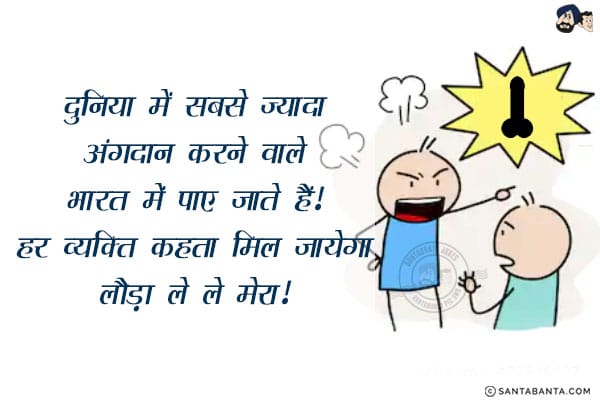 दुनिया में सबसे ज्यादा
अंगदान करने वाले
भारत में पाए जाते हैं!
हर व्यक्ति कहता मिल जायेगा
लौड़ा ले ले मेरा!
© SANTABANTA.COM